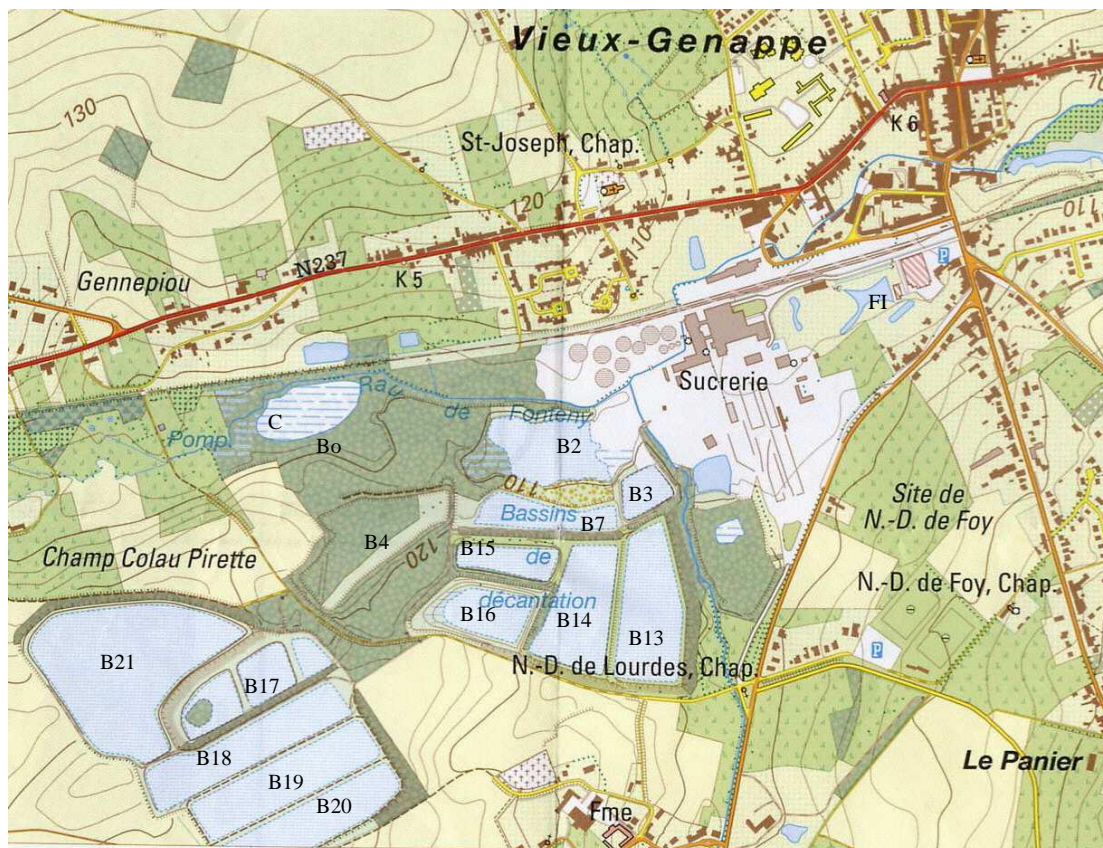 Vieux-Genappe
130
K 6
10
St-Joseph, Chap.
120
110
110
N237
K 5
Gennepiou
P
FI
Sucrerie
Rau
de
Fonteny
Pomp.
C
Bo
B2
110
B3
Bassins
B7
Site de
N.-D. de Foy
B4
120
B15
de
Champ Colau Pirette
N.-D. de Foy, Chap.
décantation
B16
B14
B13
P
B21
N.-D. de Lourdes, Chap.
B17
B18
B19
B20
Le Panier
Fme